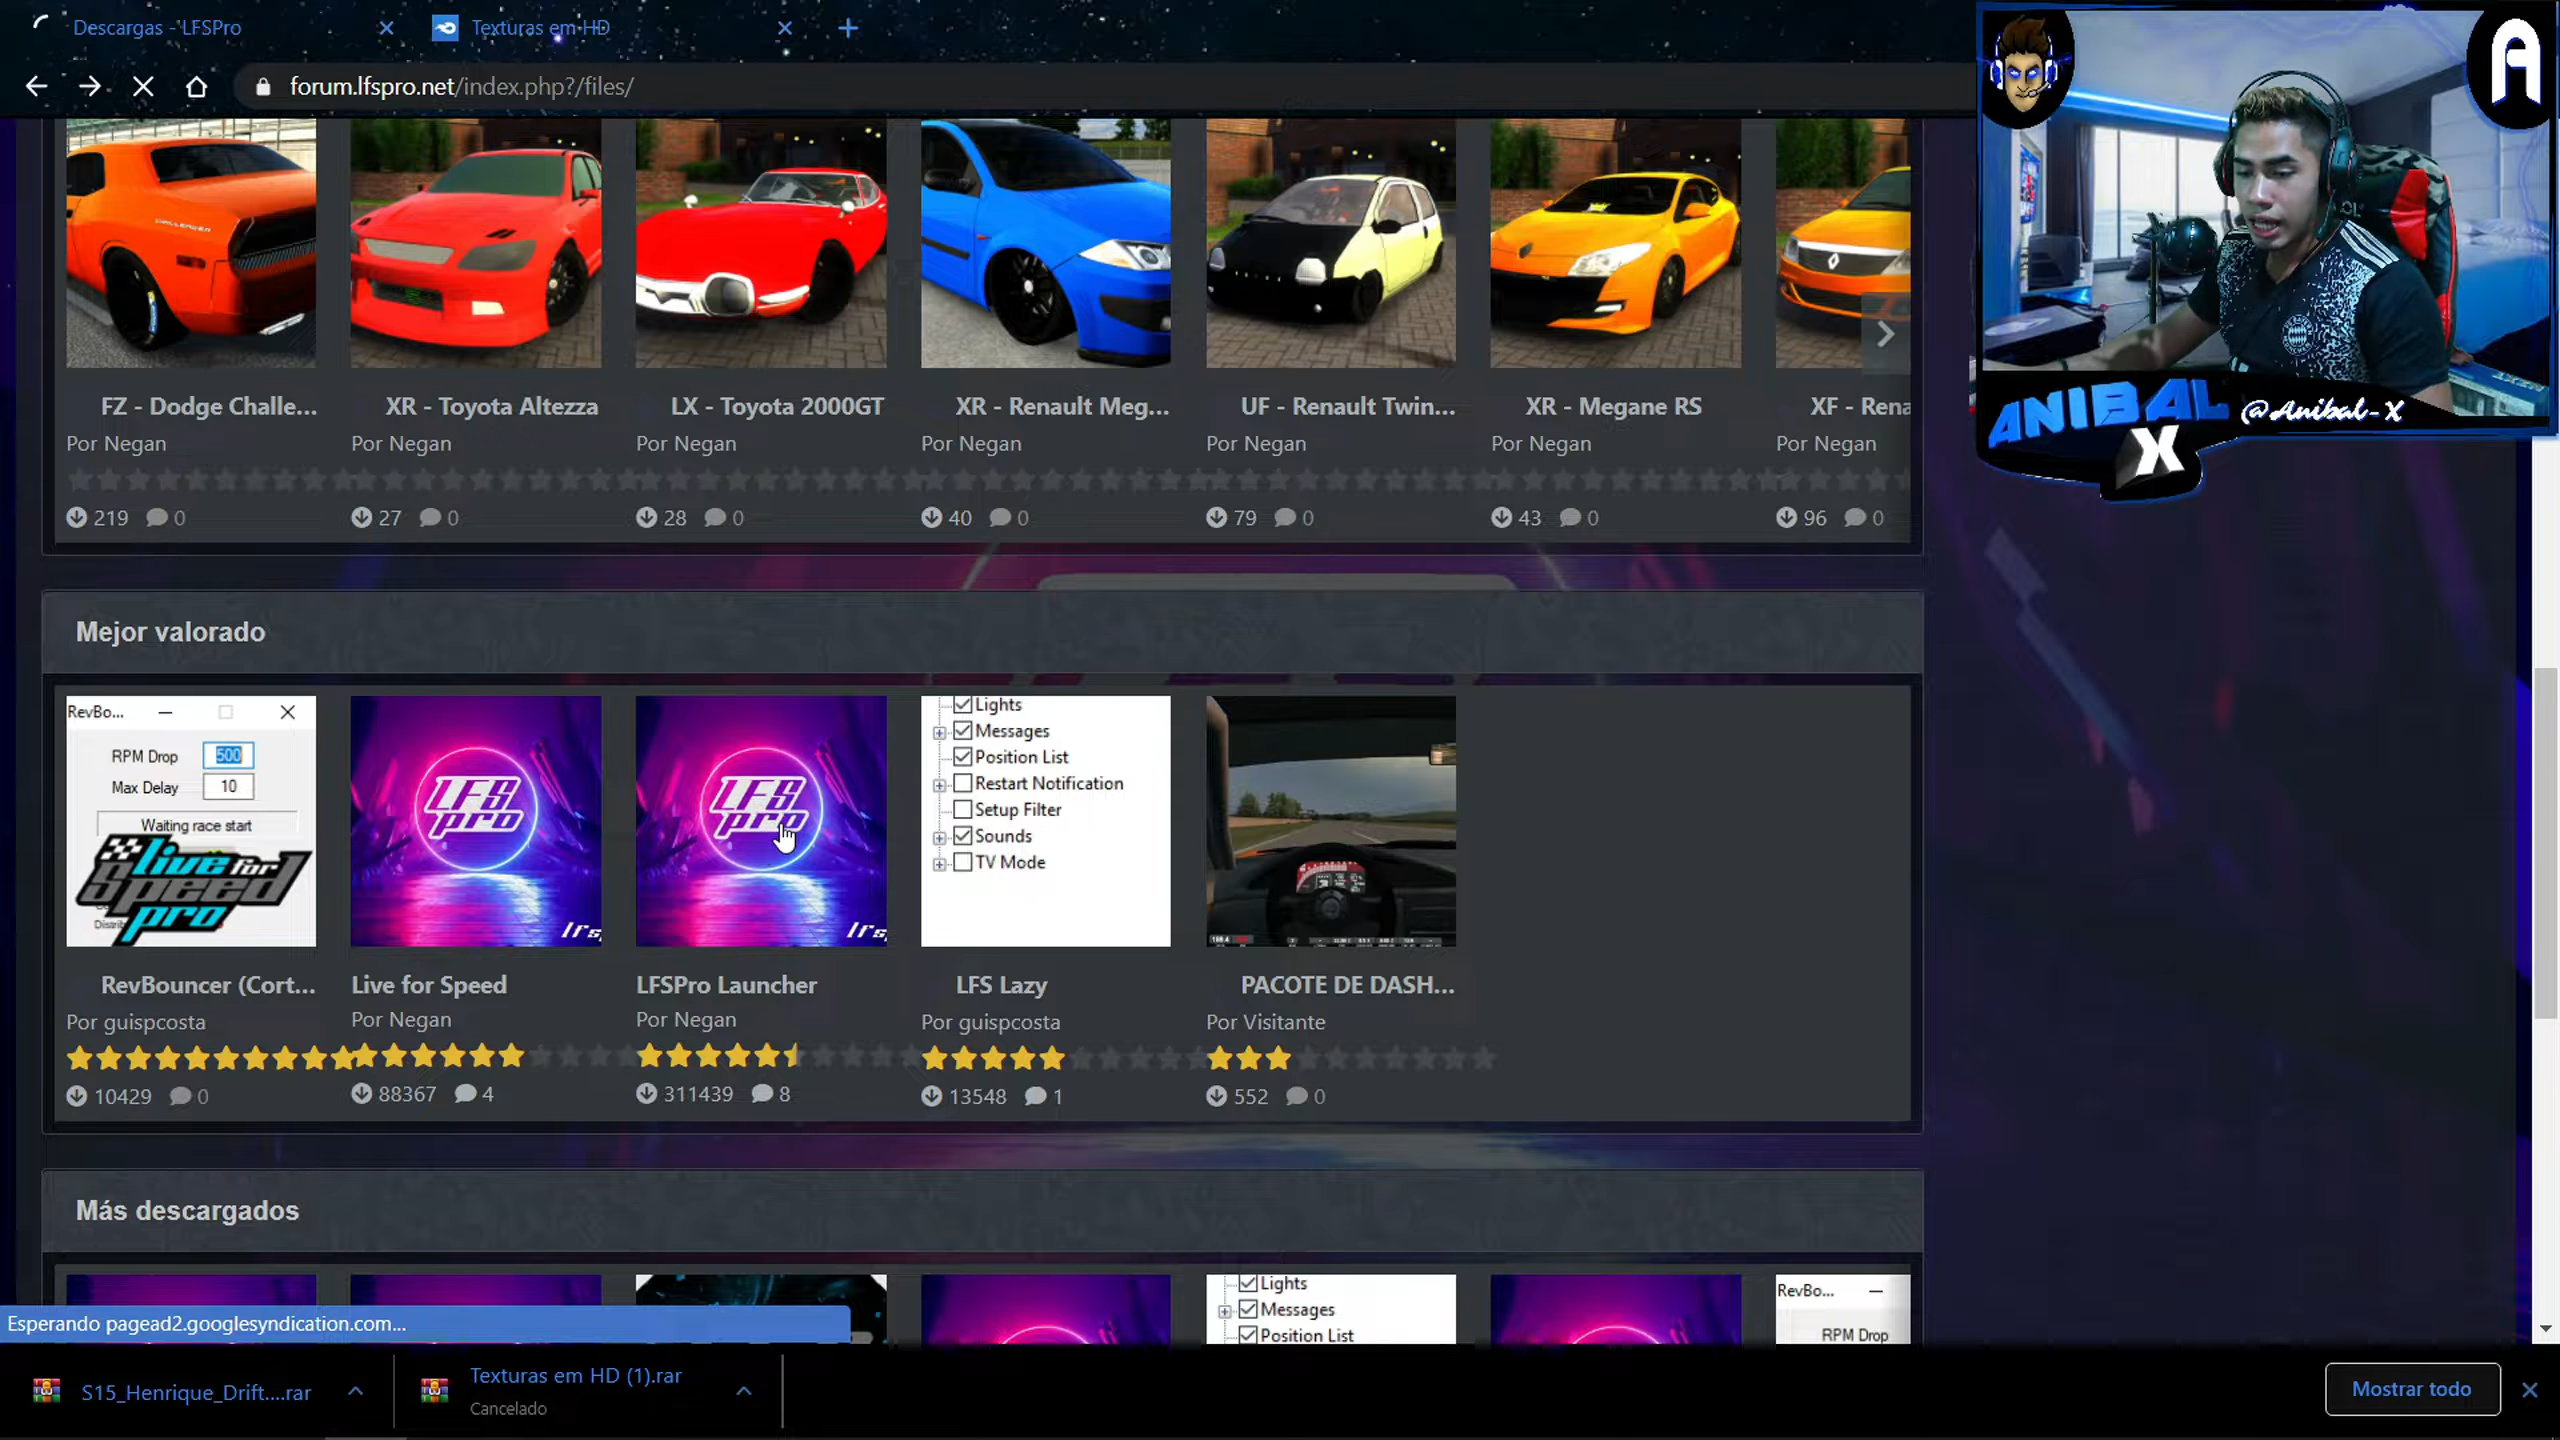 Descargas - LFSPro
Texturas em HD
forum.lfspro.net/index.php?/files/
CHALLENGER
FZ - Dodge Challe...
XR - Toyota Altezza
LX - Toyota 2000GT
XR - Renault Meg...
UF - Renault Twin...
XR - Megane RS
XF - Rena
Por Negan
Por Negan
Por Negan
Por Negan
Por Negan
Por Negan
Por Negan
219 0
27 0
28 0
40 0
79 0
43 0
96 0
ANIBAL X
@Anibal-X
A
Mejor valorado
RevBo...
RPM Drop 500
Max Delay 10
Waiting race start
live for speed pro
LFS pro
lfs
LFS pro
lfs
Lights
Messages
Position List
Restart Notification
Setup Filter
Sounds
TV Mode
RevBouncer (Cort...
Live for Speed
LFSPro Launcher
LFS Lazy
PACOTE DE DASH...
Por guispcosta
Por Negan
Por Negan
Por guispcosta
Por Visitante
10429 0
88367 4
311439 8
13548 1
552 0
Más descargados
Lights
Messages
Position List
RevBo...
RPM Drop
Esperando pagead2.googlesyndication.com...
S15_Henrique_Drift....rar
Texturas em HD (1).rar
Cancelado
Mostrar todo